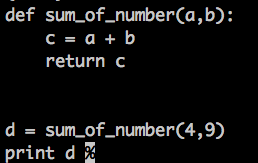 def sum_of_number(a,b):
    c = a + b
    return c
d = sum_of_number(4,9)
print d %